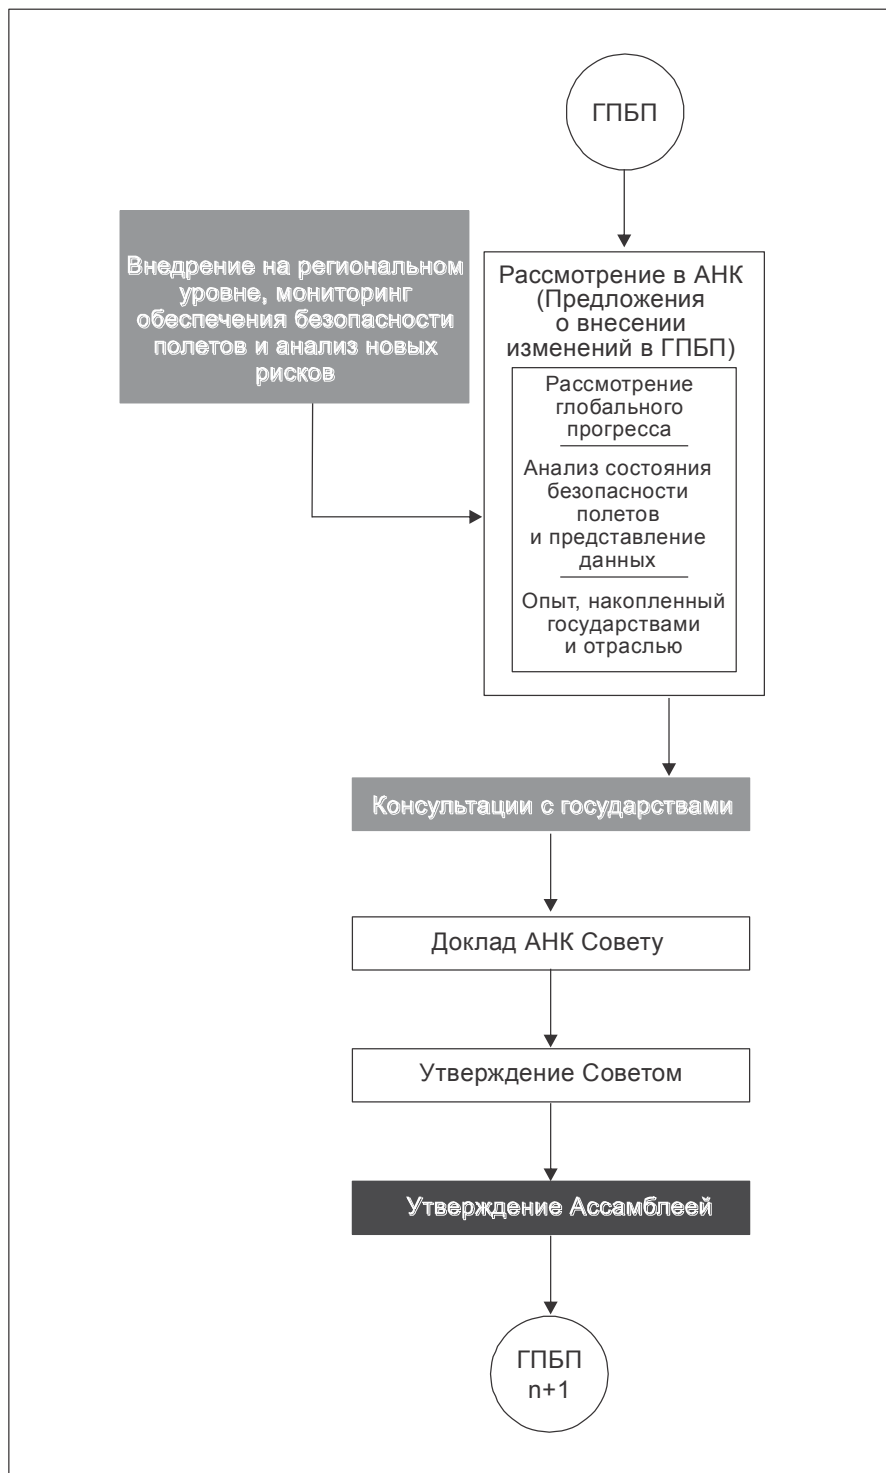 ГПБП
Внедрение на региональном
уровне, мониторинг
обеспечения безопасности
полетов и анализ новых
рисков
Рассмотрение в АНК
(Предложения
о внесении
изменений в ГПБП)
Рассмотрение
глобального
прогресса
Анализ состояния
безопасности
полетов
и представление
данных
Опыт, накопленный
государствами
и отраслью
Консультации с государствами
Доклад АНК Совету
Утверждение Советом
Утверждение Ассамблеей
ГПБП
n+1